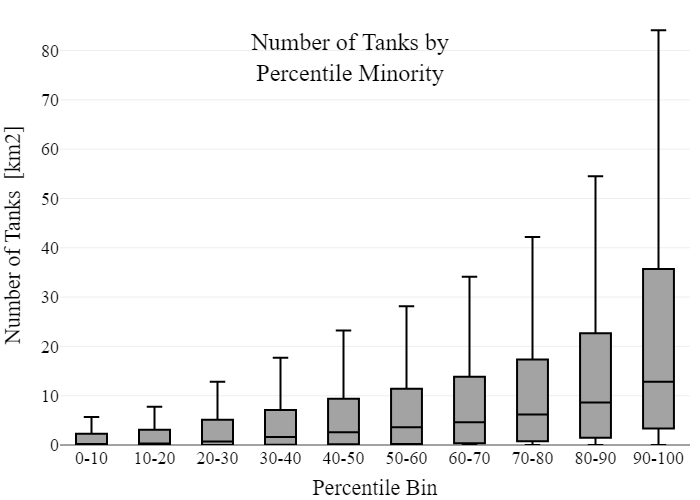 Number of Tanks by
Percentile Minority
Number of Tanks [km2]
80
70
60
50
40
30
20
10
0
0-10 10-20 20-30 30-40 40-50 50-60 60-70 70-80 80-90 90-100
Percentile Bin